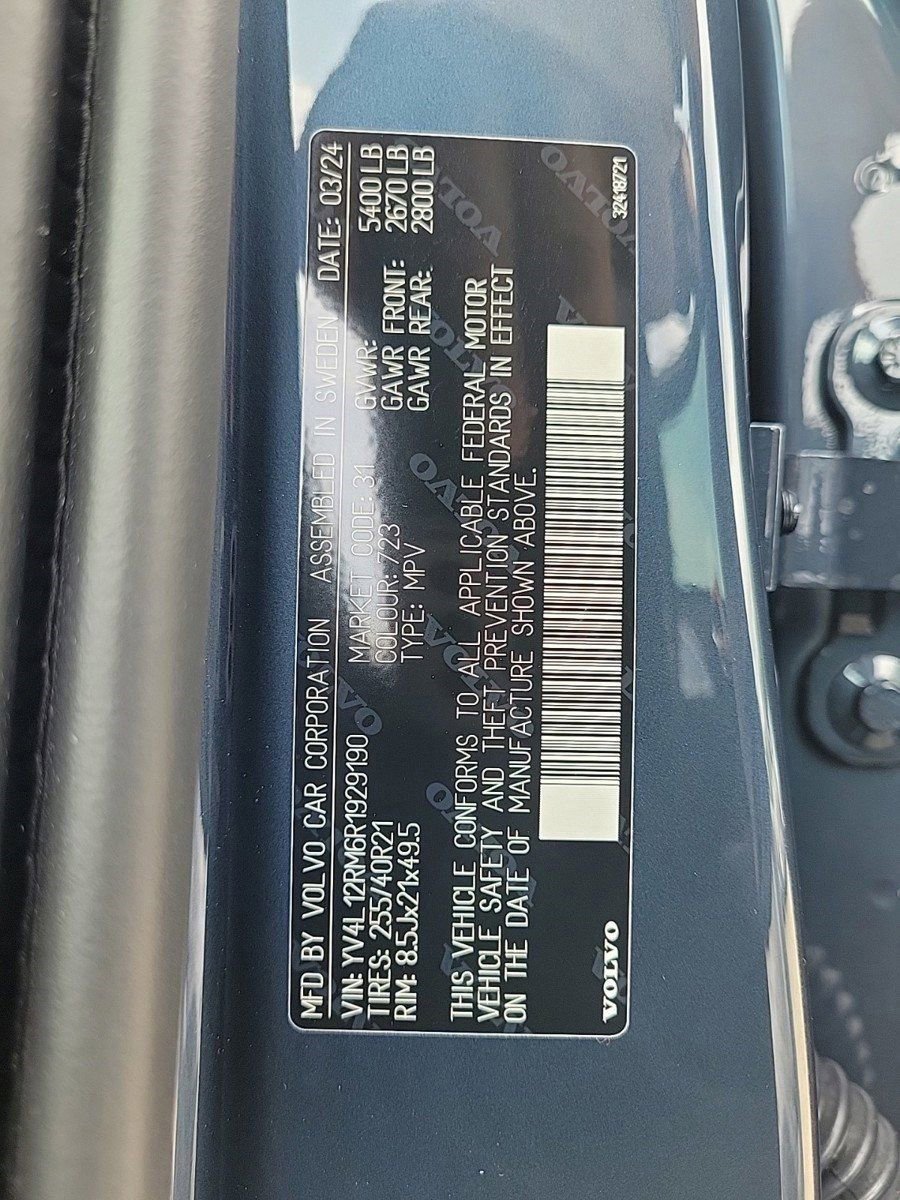 MFD BY VOLVO CAR CORPORATION ASSEMBLED IN SWEDEN DATE: 03/24
VIN: YV4L12RM6R1929190 MARKET CODE: 31 GVWR: 5400 LB
TIRES: 255/40R21 COLOUR: 723 GAWR FRONT: 2670 LB
RIM: 8.5Jx21x49.5 TYPE: MPV GAWR REAR: 2800 LB
THIS VEHICLE CONFORMS TO ALL APPLICABLE FEDERAL MOTOR
VEHICLE SAFETY AND THEFT PREVENTION STANDARDS IN EFFECT
ON THE DATE OF MANUFACTURE SHOWN ABOVE.
VOLVO 32418721